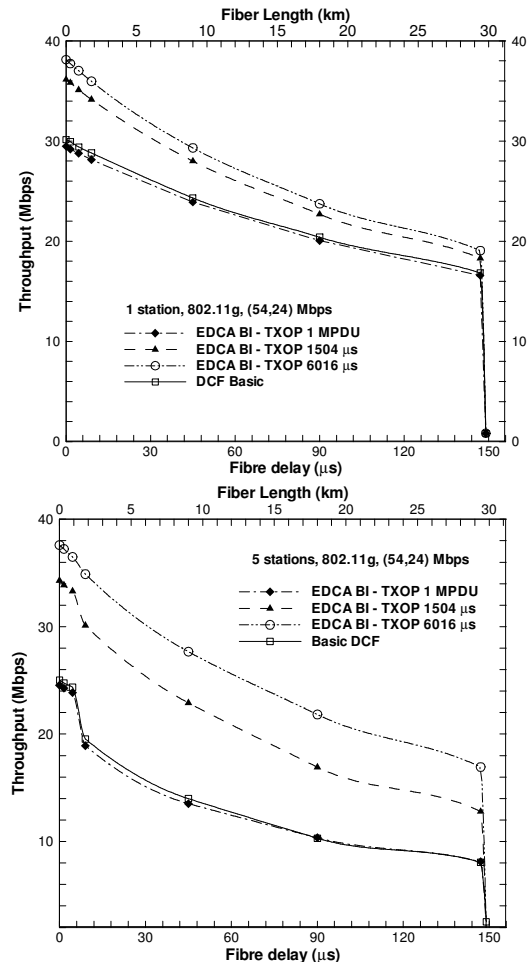 Fiber Length (km)
0 5 10 15 20 25 30
40 40
30 30
20 20
10 10
0 0
Throughput (Mbps)
1 station, 802.11g, (54,24) Mbps
EDCA BI - TXOP 1 MPDU
EDCA BI - TXOP 1504 μs
EDCA BI - TXOP 6016 μs
DCF Basic
0 30 60 90 120 150
Fibre delay (μs)
Fiber Length (km)
0 5 10 15 20 25 30
40
30
20
10
Throughput (Mbps)
5 stations, 802.11g, (54,24) Mbps
EDCA BI - TXOP 1 MPDU
EDCA BI - TXOP 1504 μs
EDCA BI - TXOP 6016 μs
Basic DCF
0 30 60 90 120 150
Fibre delay (μs)